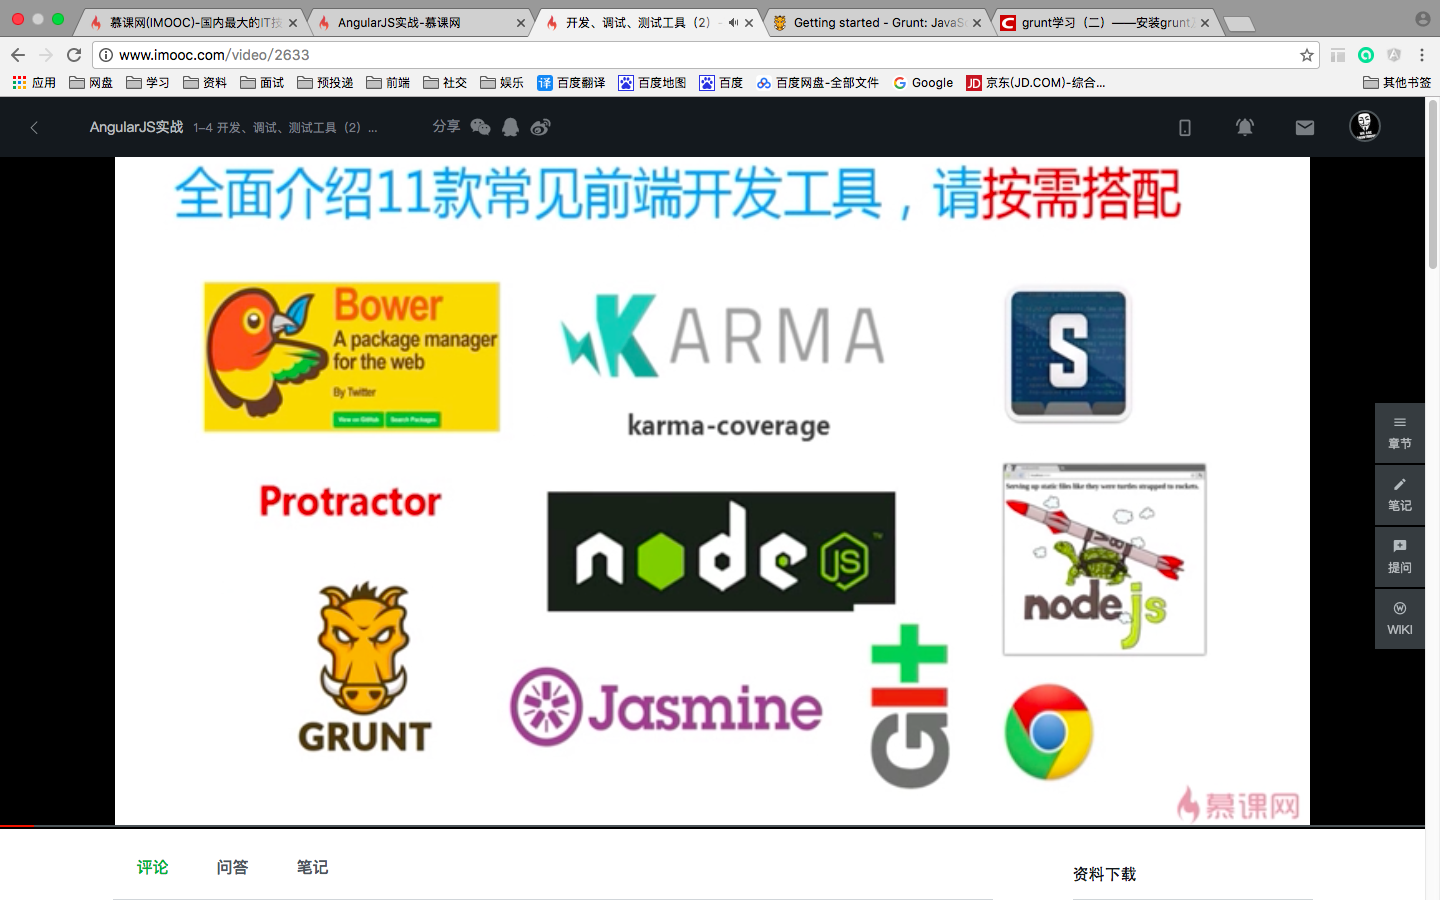 慕课网(IMOOC)-国内最大的IT技
AngularJS实战-慕课网
开发、调试、测试工具（2）-
Getting started - Grunt: JavaS
grunt学习（二）——安装grunt
www.imooc.com/video/2633
应用 网盘 学习 资料 面试 预投递 前端 社交 娱乐 译 百度翻译 百度地图 百度 百度网盘-全部文件 Google JD 京东(JD.COM)-综合... 其他书签
AngularJS实战 1-4 开发、调试、测试工具（2）... 分享
全面介绍11款常见前端开发工具，请按需搭配
Bower
A package manager
for the web
By Twitter
View on GitHub Search Packages
KARMA
karma-coverage
S
Protractor
node JS ™
Serving up static files like they were turtles strapped to rockets.
V8
node js
GRUNT
Jasmine
GIt
慕课网
章节
笔记
提问
WIKI
评论 问答 笔记
资料下载